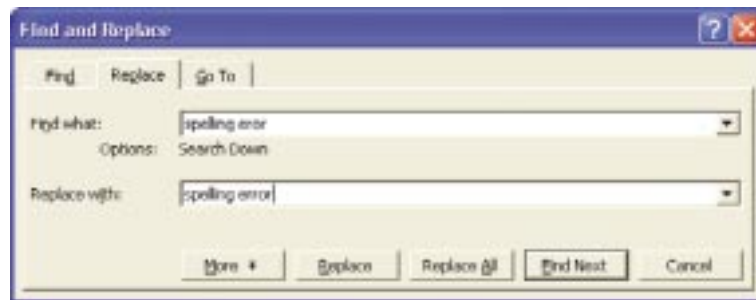 Find and Replace
Find Replace Go To
Find what: spelling eror
Options: Search Down
Replace with: spelling error
More Replace Replace All Find Next Cancel